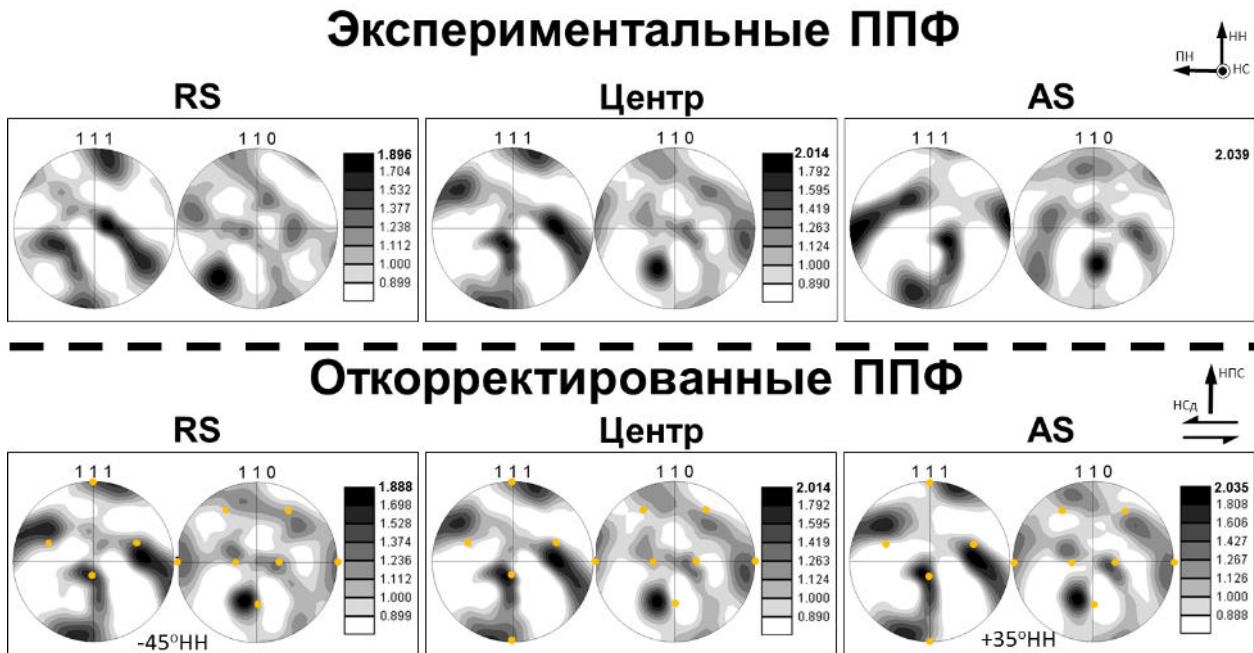 Экспериментальные ППФ
НН
ПН
НС
RS
Центр
AS
1 1 1
1 1 0
1.896
1.704
1.532
1.377
1.238
1.112
1.000
0.899
1 1 1
1 1 0
2.014
1.792
1.595
1.419
1.263
1.124
1.000
0.890
1 1 1
1 1 0
2.039
Откорректированные ППФ
НПС
НСд
RS
Центр
AS
1 1 1
1 1 0
1.888
1.698
1.528
1.374
1.236
1.112
1.000
0.899
-45ᴼНН
1 1 1
1 1 0
2.014
1.792
1.595
1.419
1.263
1.124
1.000
0.890
1 1 1
1 1 0
2.035
1.808
1.606
1.427
1.267
1.126
1.000
0.888
+35ᴼНН